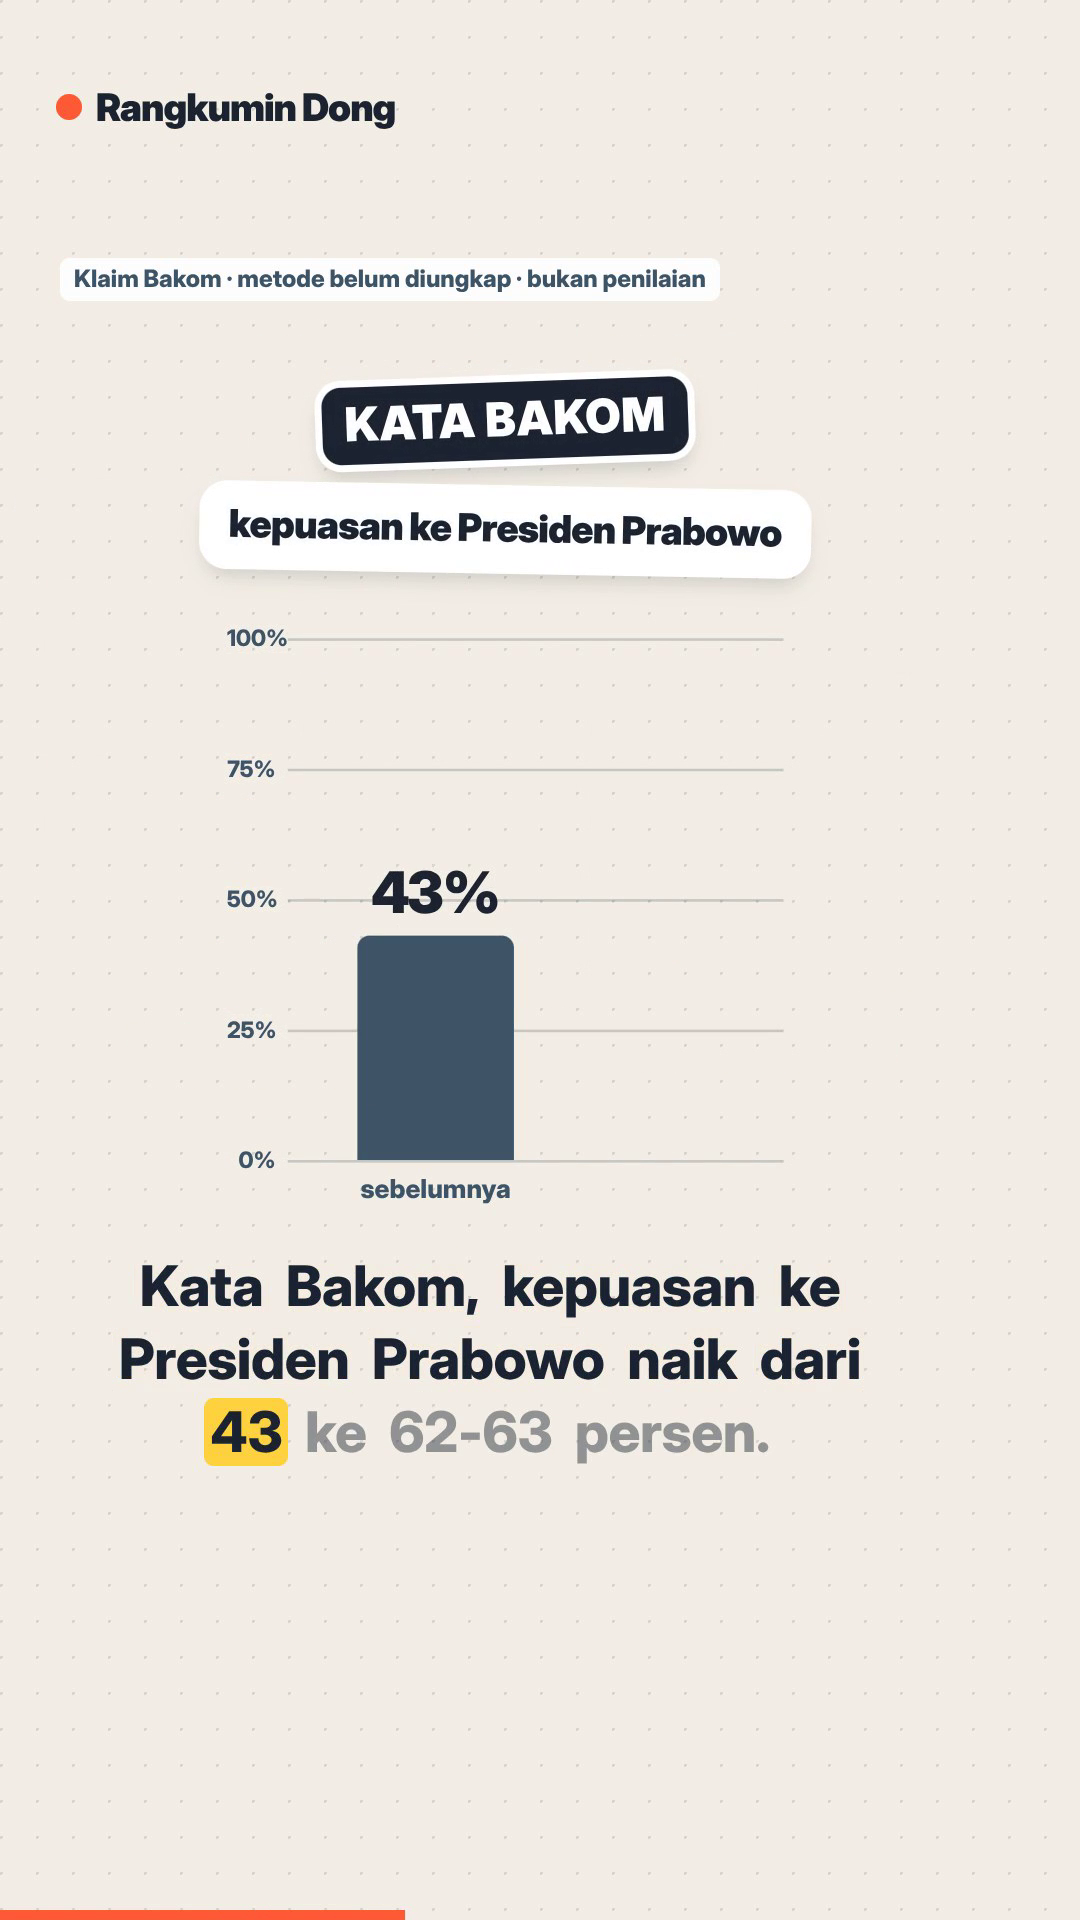 Rangkumin Dong
Klaim Bakom · metode belum diungkap · bukan penilaian
KATA BAKOM
kepuasan ke Presiden Prabowo
100%
75%
50%
43%
25%
0%
sebelumnya
Kata Bakom, kepuasan ke
Presiden Prabowo naik dari
43 ke 62-63 persen.